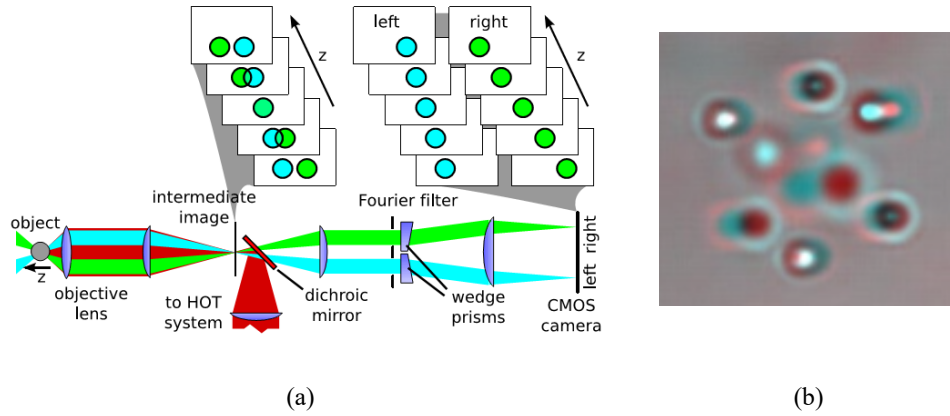 left
right
z
z
intermediate
image
Fourier filter
object
z
objective
lens
to HOT
system
dichroic
mirror
wedge
prisms
left right
CMOS
camera
(a)
(b)